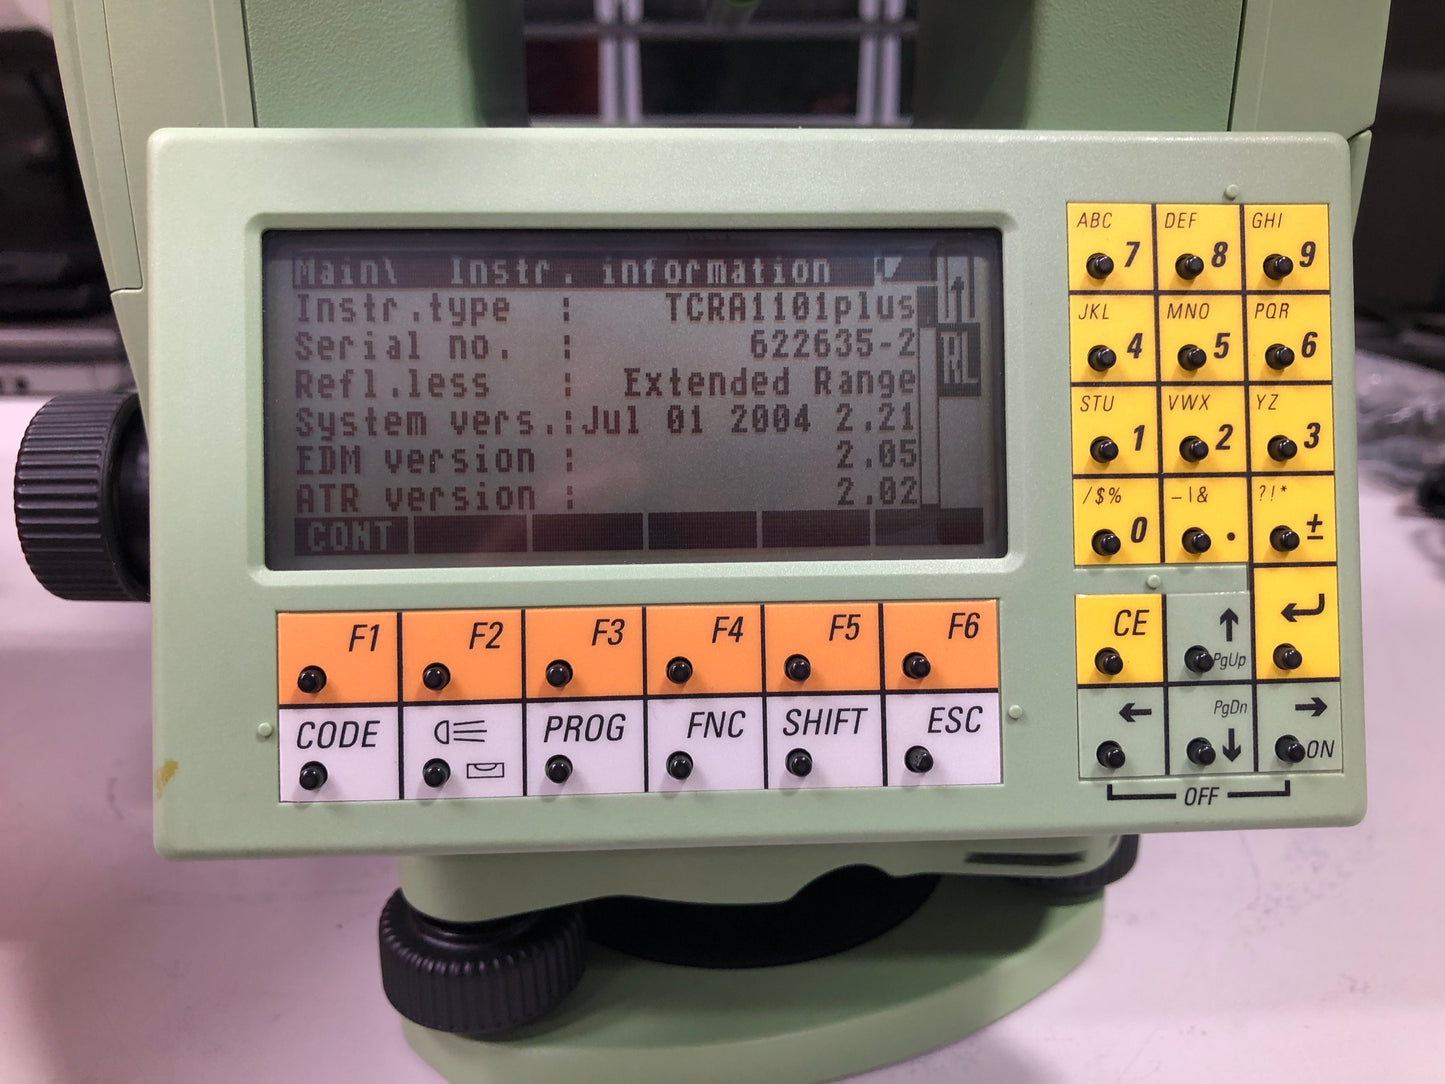 Main\ Instr. information
Instr.type : TCRA1101plus
Serial no. : 622635-2
Refl.less : Extended Range
System vers.:Jul 01 2004 2.21
EDM version : 2.05
ATR version : 2.02
CONT
RL
F1 F2 F3 F4 F5 F6
CODE PROG FNC SHIFT ESC
ABC 7 DEF 8 GHI 9
JKL 4 MNO 5 PQR 6
STU 1 VWX 2 YZ 3
/$% 0 _\& . ?!* ±
CE ↑ PgUp ↵
← PgDn ↓ → ON
OFF